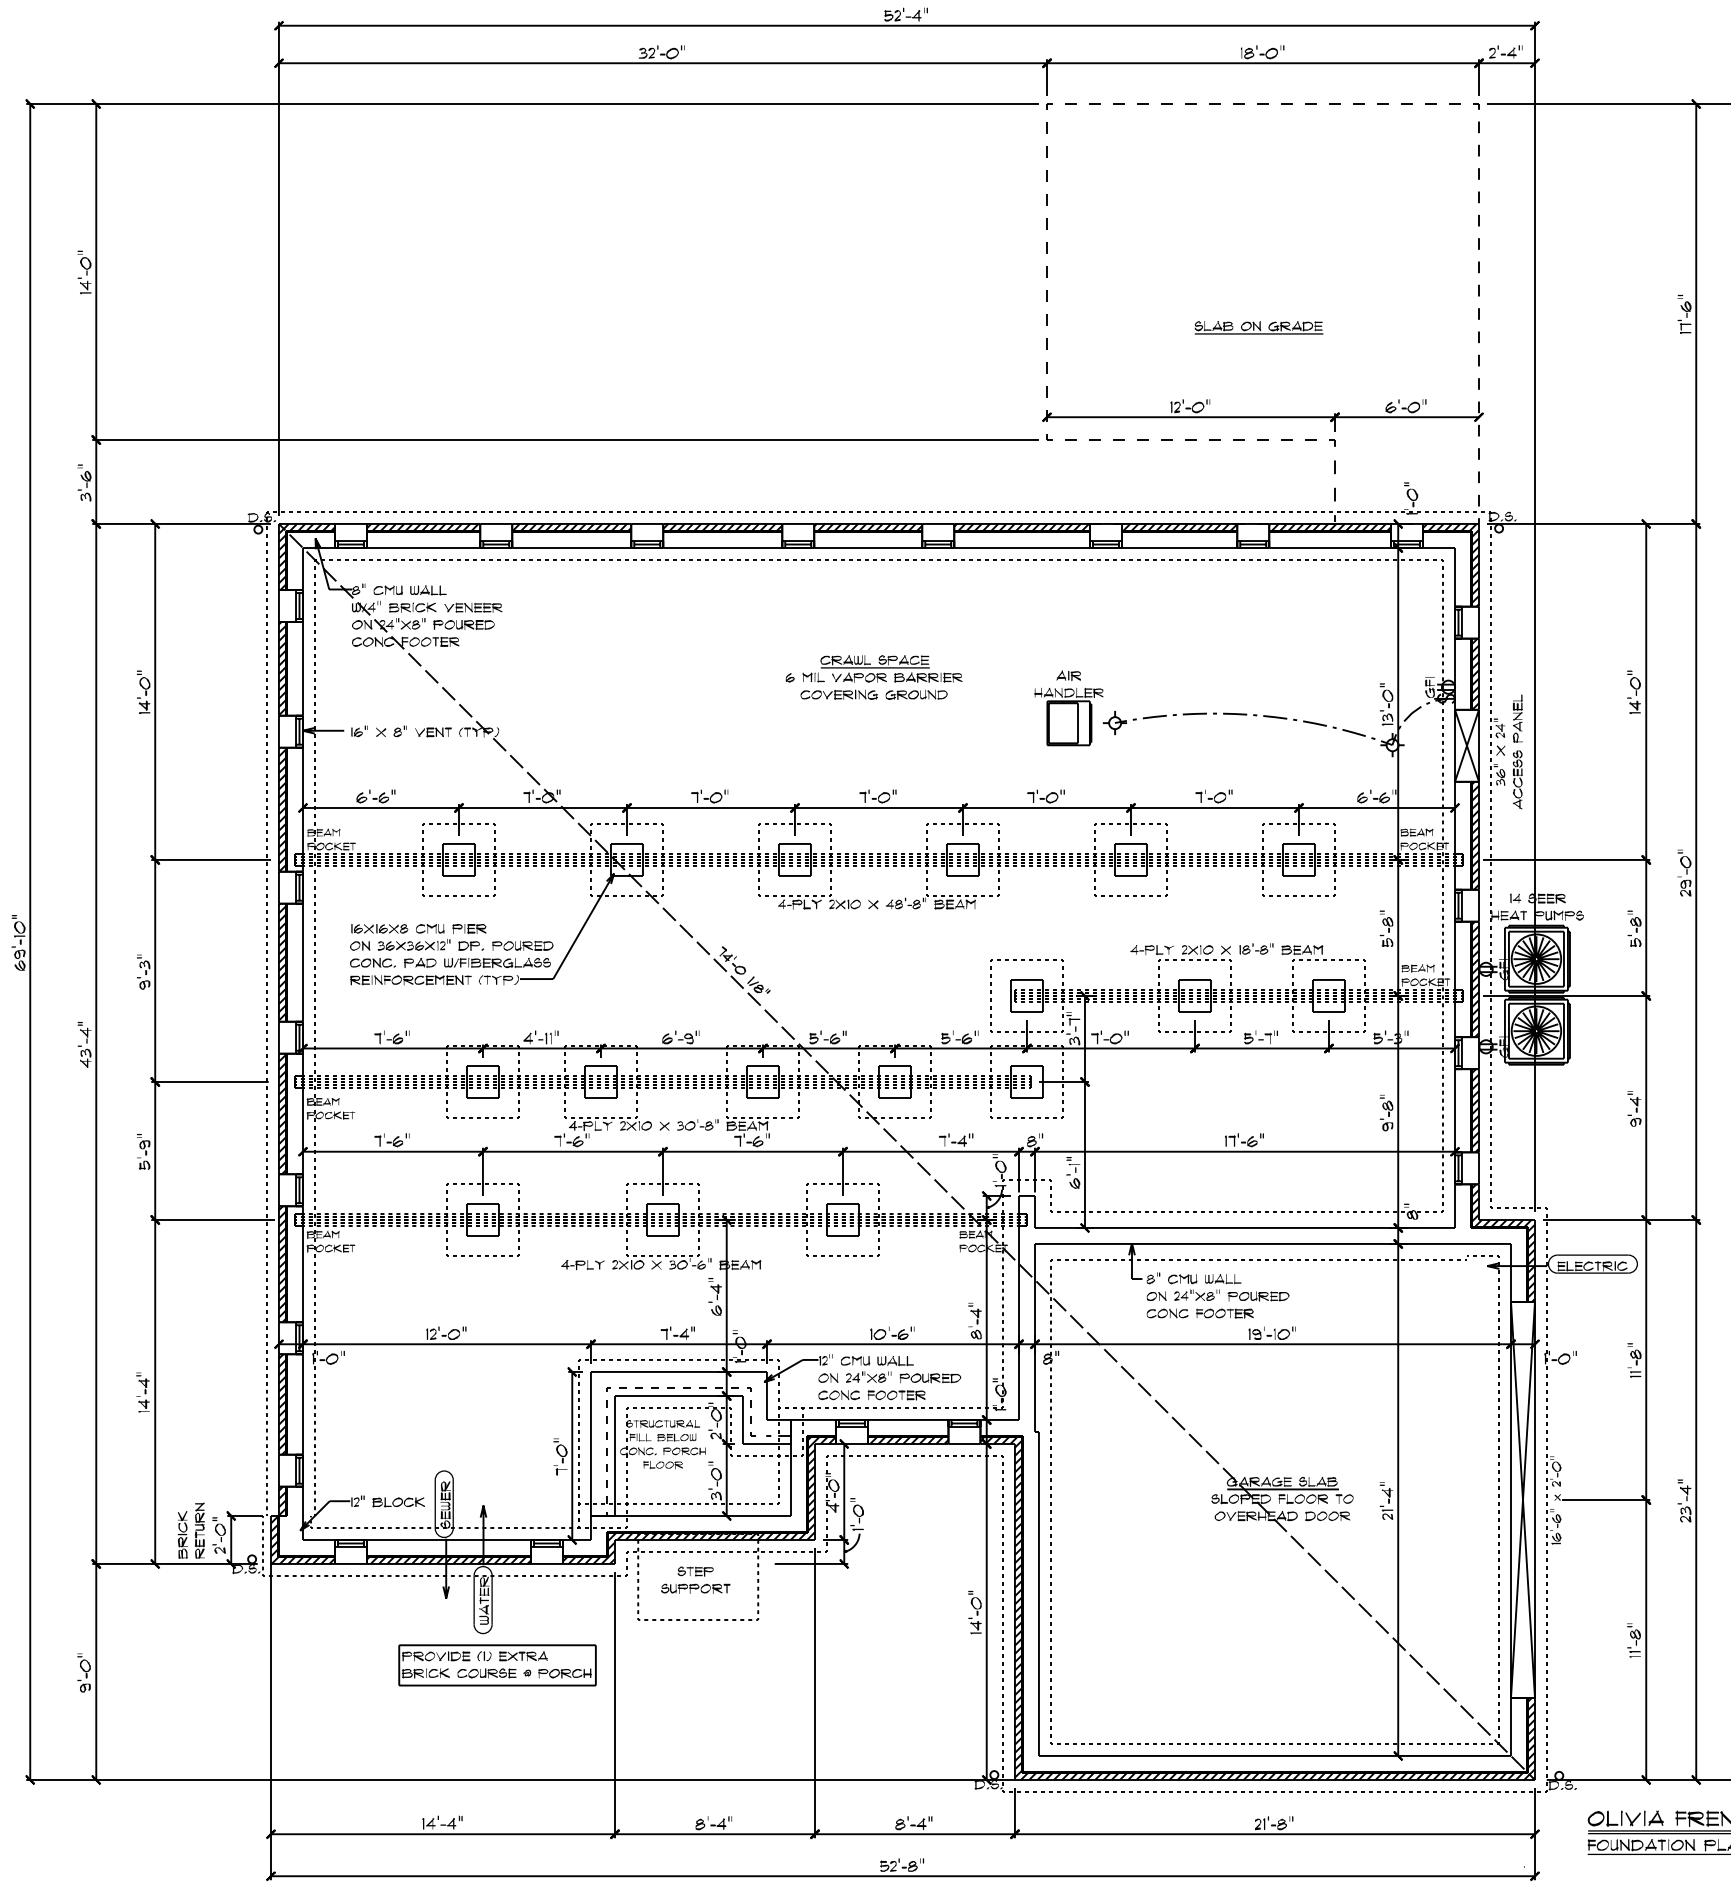 52'-4"
32'-0"
18'-0"
2'-4"
14'-0"
17'-6"
SLAB ON GRADE
12'-0"
6'-0"
3'-6"
1'-0"
D.S.
D.S.
8" CMU WALL
W/4" BRICK VENEER
ON 24"X8" POURED
CONC FOOTER
CRAWL SPACE
6 MIL VAPOR BARRIER
COVERING GROUND
AIR
HANDLER
GFI
13'-0"
36" X 24"
ACCESS PANEL
14'-0"
14'-0"
16" X 8" VENT (TYP.)
6'-6"
7'-0"
7'-0"
7'-0"
7'-0"
7'-0"
6'-6"
BEAM
POCKET
BEAM
POCKET
4-PLY 2X10 X 48'-8" BEAM
29'-0"
14 SEER
HEAT PUMPS
16X16X8 CMU PIER
ON 36X36X12" DP. POURED
CONC. PAD W/FIBERGLASS
REINFORCEMENT (TYP.)
74'-0 1/8"
4-PLY 2X10 X 18'-8" BEAM
BEAM
POCKET
5'-8"
5'-8"
GFI
GFI
69'-10"
9'-3"
43'-4"
7'-6"
4'-11"
6'-9"
5'-6"
5'-6"
3'-7"
7'-0"
5'-7"
5'-3"
BEAM
POCKET
4-PLY 2X10 X 30'-8" BEAM
9'-8"
9'-4"
5'-9"
7'-6"
7'-6"
7'-6"
7'-4"
8"
17'-6"
1'-0"
6'-1"
8"
BEAM
POCKET
BEAM
POCKET
4-PLY 2X10 X 30'-6" BEAM
6'-4"
8'-4"
8" CMU WALL
ON 24"X8" POURED
CONC FOOTER
ELECTRIC
12'-0"
7'-4"
10'-6"
19'-10"
1'-0"
1'-0"
8"
1'-0"
12" CMU WALL
ON 24"X8" POURED
CONC FOOTER
1'-0"
14'-4"
11'-8"
STRUCTURAL
FILL BELOW
CONC. PORCH
FLOOR
2'-0"
7'-0"
3'-0"
4'-0"
1'-0"
GARAGE SLAB
SLOPED FLOOR TO
OVERHEAD DOOR
21'-4"
16'-6" x 2'-0"
23'-4"
12" BLOCK
SEWER
WATER
BRICK
RETURN
2'-0"
D.S.
STEP
SUPPORT
14'-0"
11'-8"
9'-0"
PROVIDE (1) EXTRA
BRICK COURSE @ PORCH
D.S.
D.S.
14'-4"
8'-4"
8'-4"
21'-8"
52'-8"
OLIVIA FREN
FOUNDATION PLA